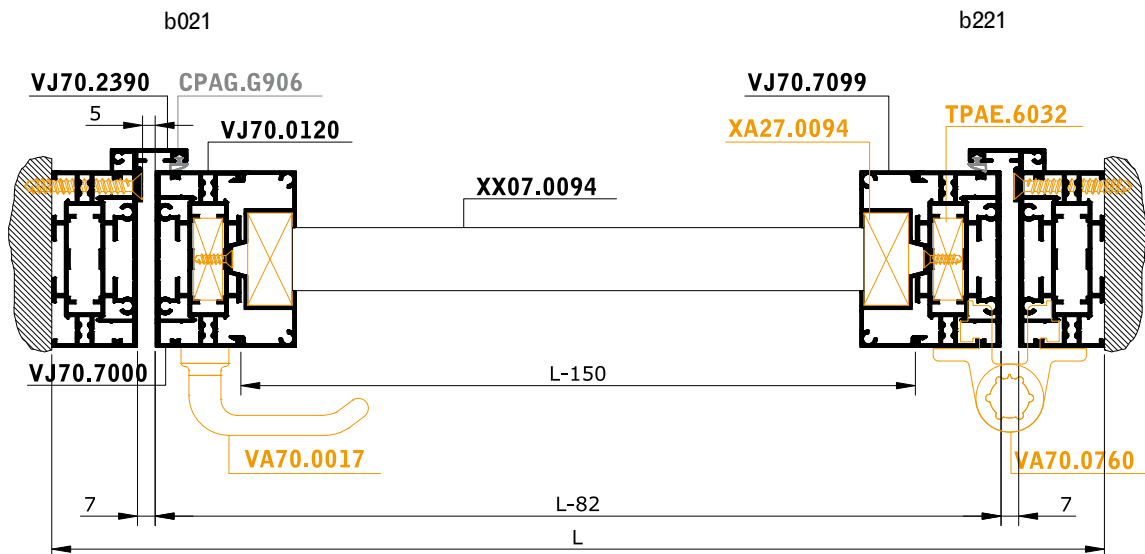 b021
b221
VJ70.2390
CPAG.G906
VJ70.7099
5
VJ70.0120
XA27.0094
TPAE.6032
XX07.0094
VJ70.7000
L-150
VA70.0017
VA70.0760
7
L-82
7
L